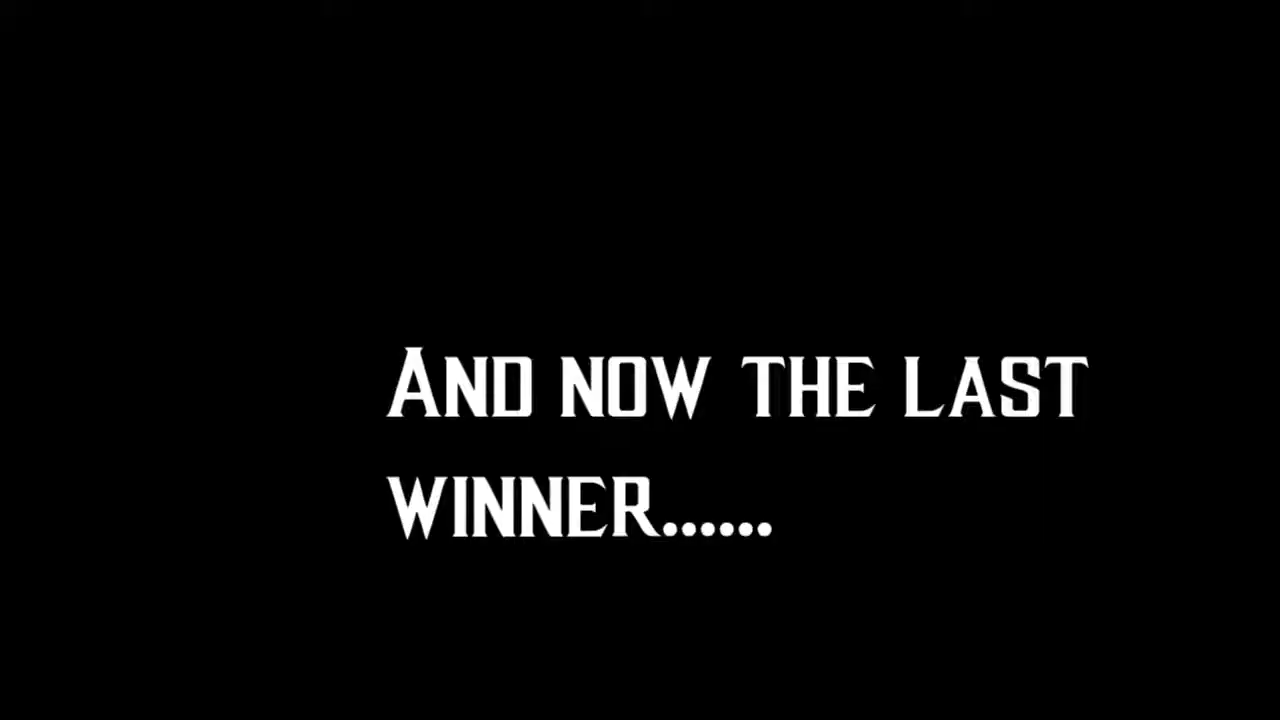 And now the last
winner......